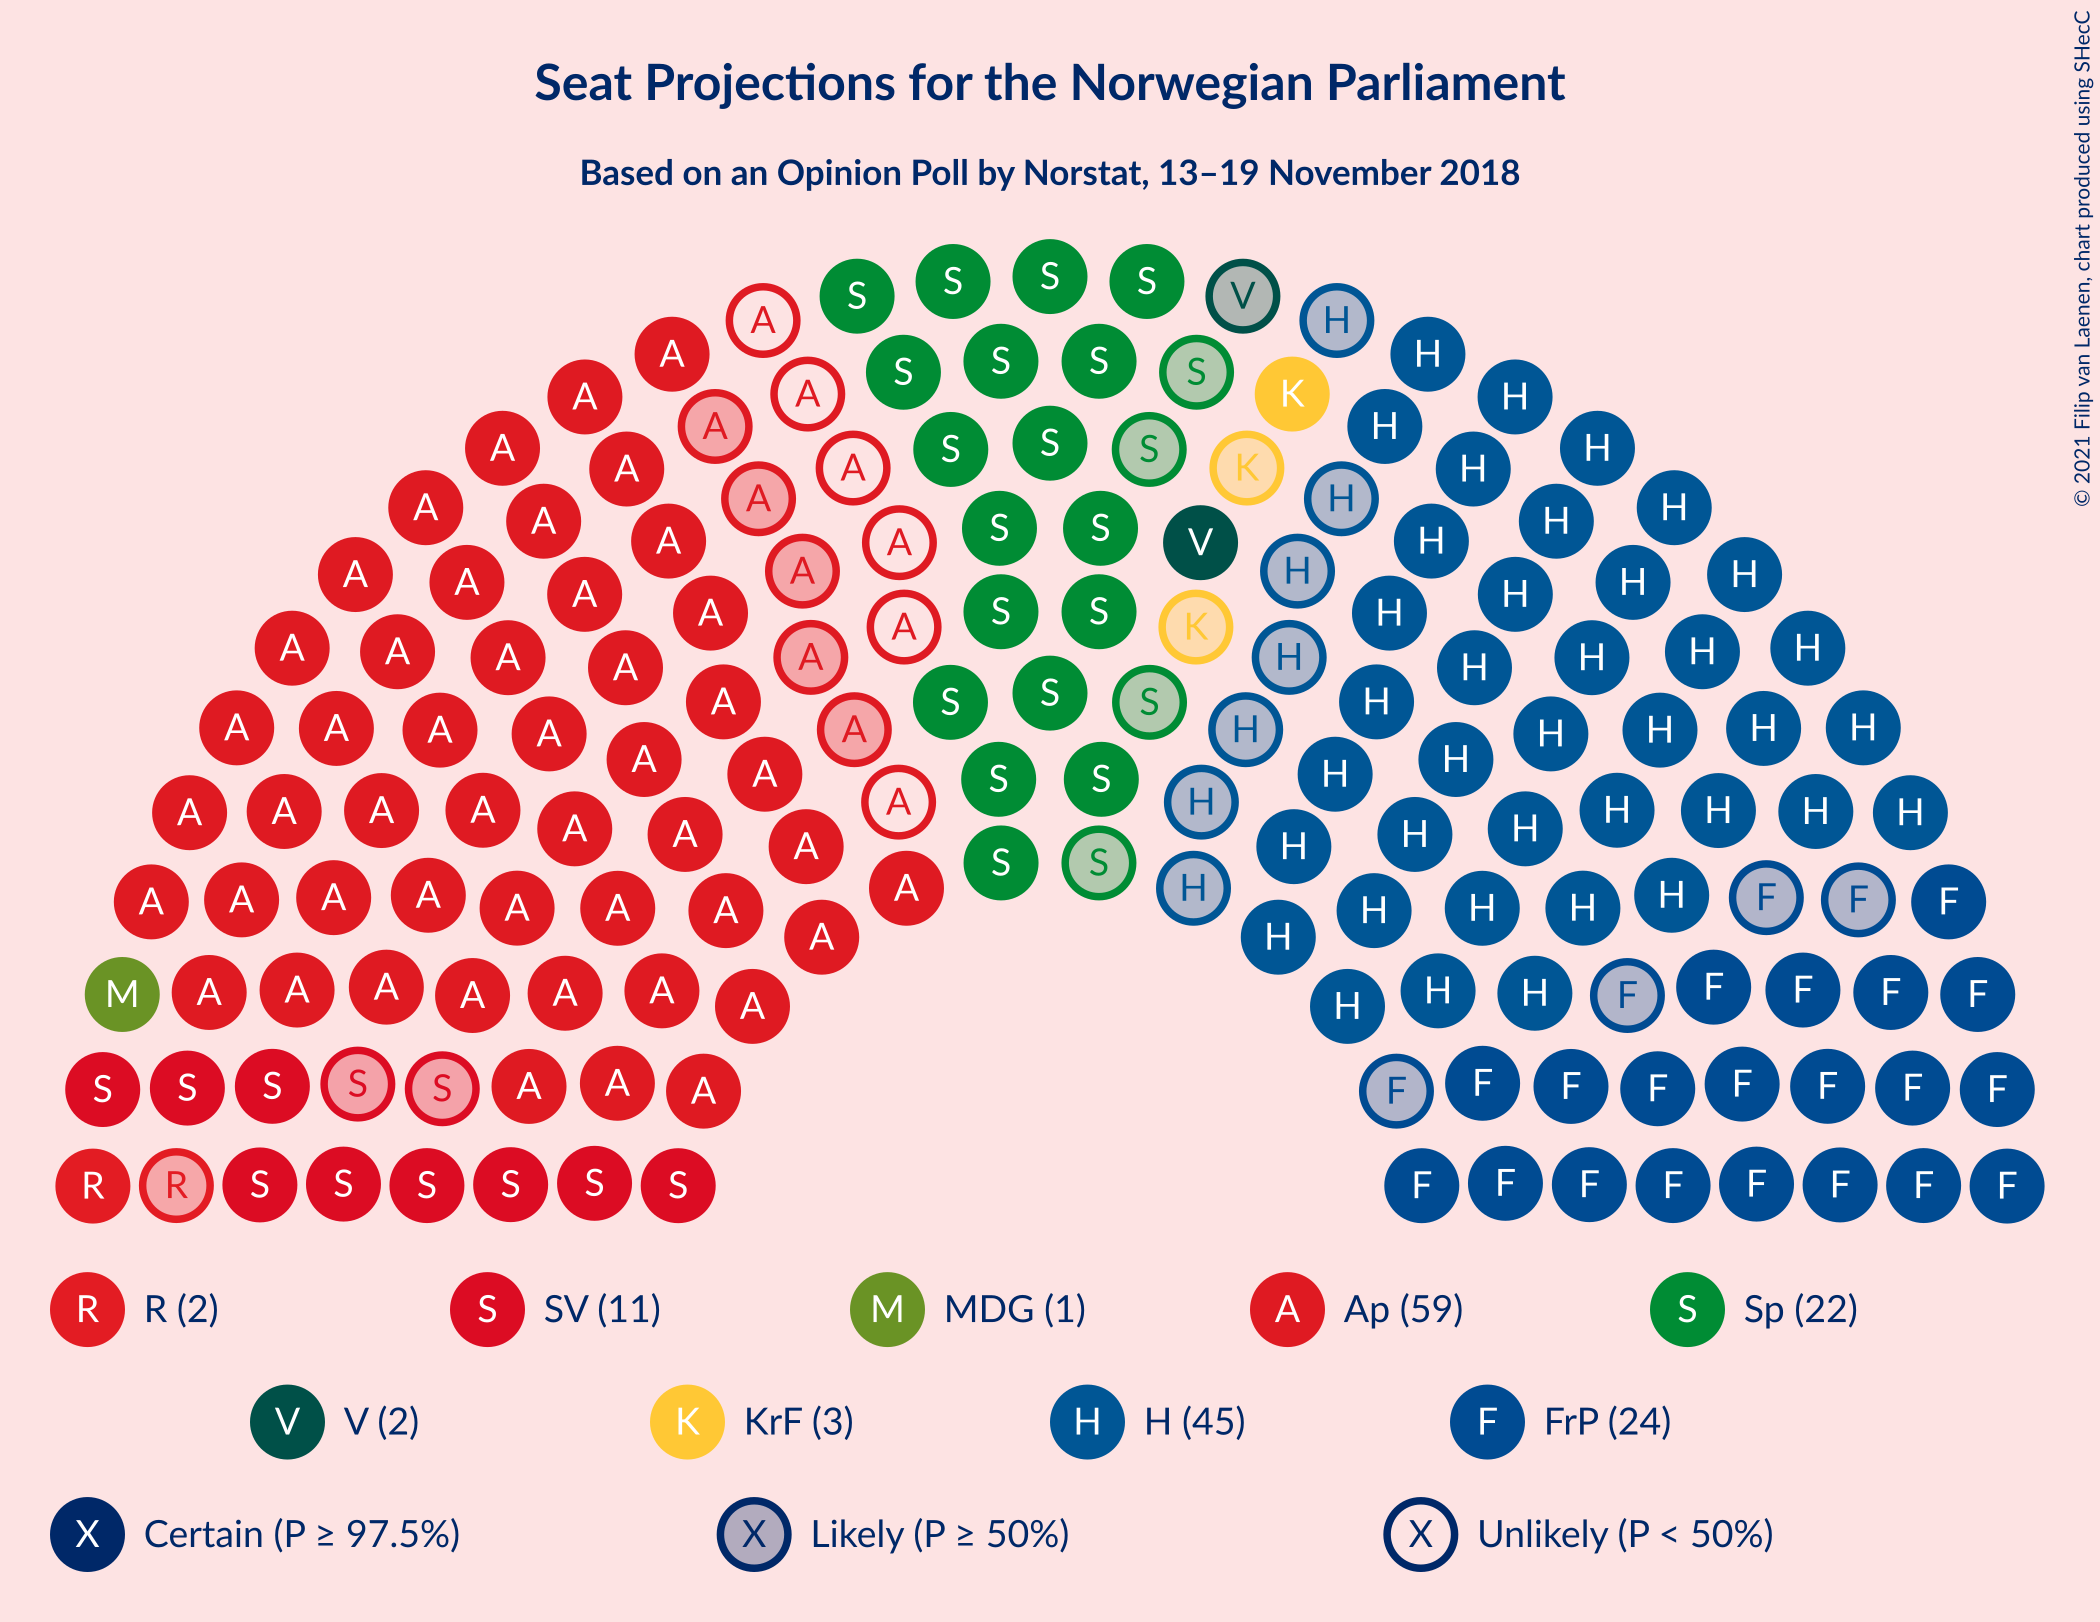 © 2021 Filip van Laenen, chart produced using SHecC
Seat Projections for the Norwegian Parliament
Based on an Opinion Poll by Norstat, 13–19 November 2018
S S S S V
A H
A S S H
S S
A A K H
A H
A S S S H
A A K H
A A H H
A S S H
A A V H
A A A H H H
A H
A S S H
A K
A A A A A H H H H H
A S S S H
A A A A A H H H H H
A H
A S S H
A A A A A A H H H H H H
A A H H
S S
A H
A A A A A A A H H H H F F F
A H
M A A A A A A A H H H F F F F F
S S S S S A A A F F F F F F F F
R R S S S S S S F F F F F F F F
R R (2) S SV (11) M MDG (1) A Ap (59) S Sp (22)
V V (2) K KrF (3) H H (45) F FrP (24)
X Certain (P ≥ 97.5%) X Likely (P ≥ 50%) X Unlikely (P < 50%)